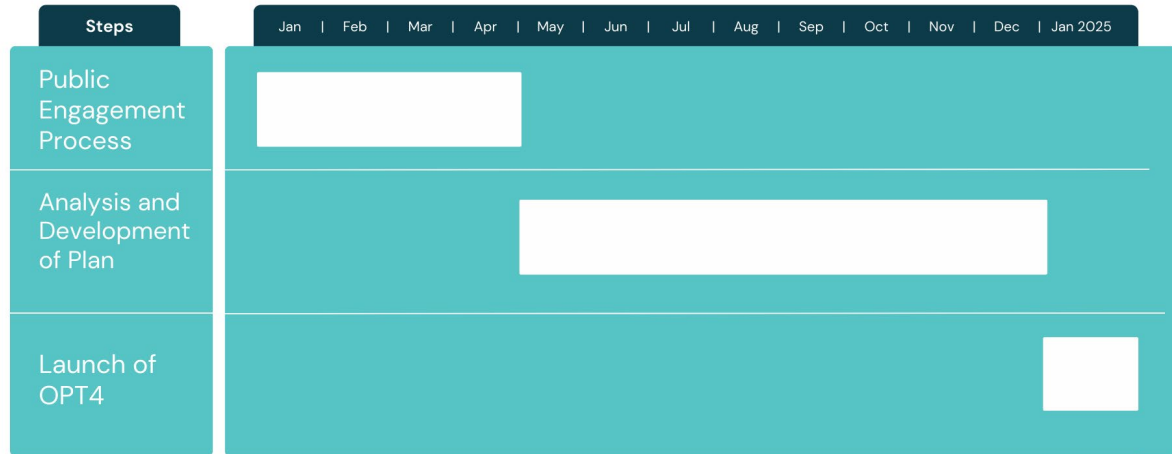 Steps
Jan | Feb | Mar | Apr | May | Jun | Jul | Aug | Sep | Oct | Nov | Dec | Jan 2025
Public
Engagement
Process
Analysis and
Development
of Plan
Launch of
OPT4